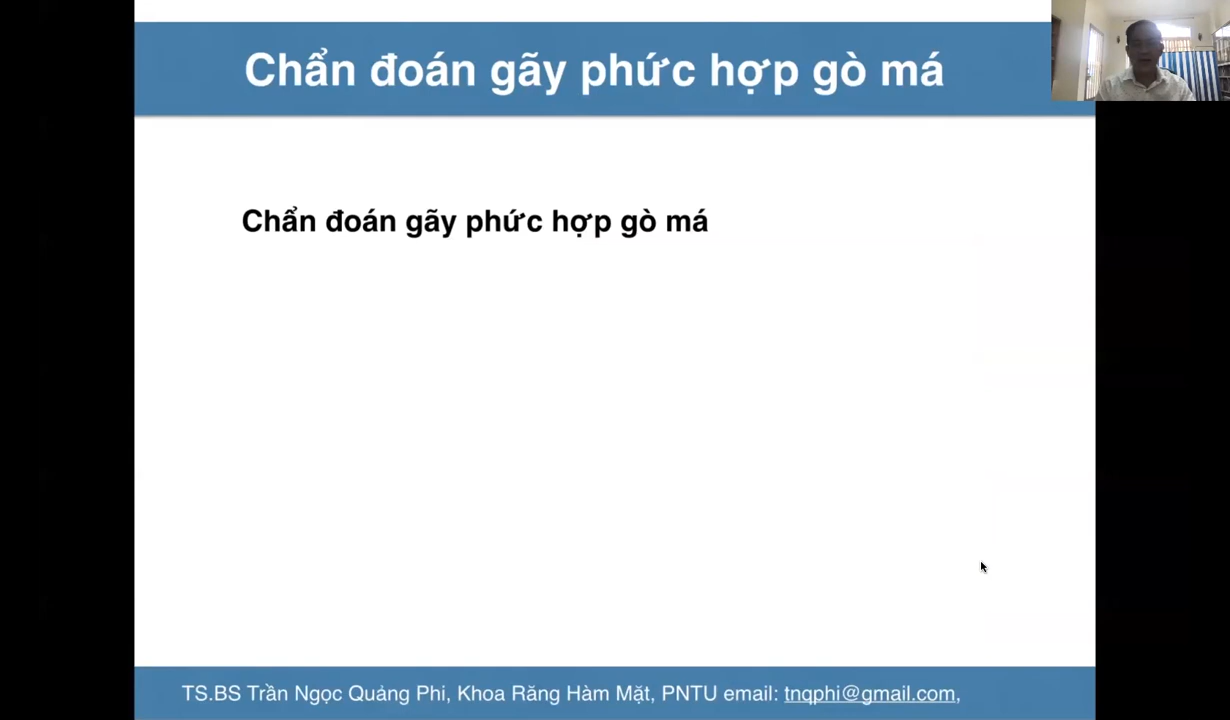 Chẩn đoán gãy phức hợp gò má
Chẩn đoán gãy phức hợp gò má
TS.BS Trần Ngọc Quảng Phi, Khoa Răng Hàm Mặt, PNTU email: tnqphi@gmail.com,